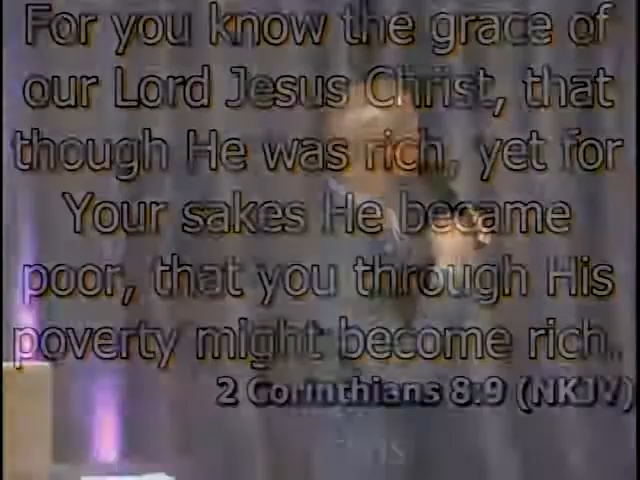 For you know the grace of
our Lord Jesus Christ, that
though He was rich, yet for
Your sakes He became
poor, that you through His
poverty might become rich.
2 Corinthians 8:9 (NKJV)